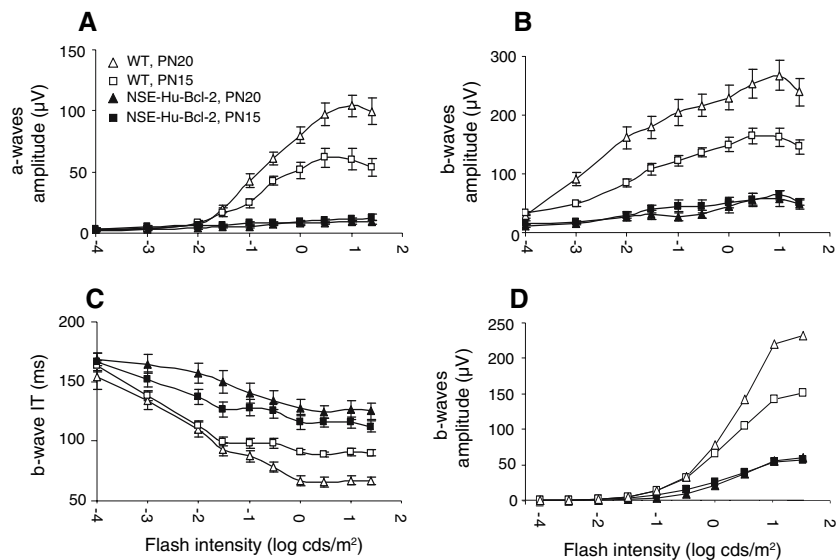 A
a-waves
amplitude (µV)
150
100
50
0
-4
-3
-2
-1
0
1
2
WT, PN20
WT, PN15
NSE-Hu-Bcl-2, PN20
NSE-Hu-Bcl-2, PN15
B
b-waves
amplitude (µV)
300
200
100
0
-4
-3
-2
-1
0
1
2
C
b-wave IT (ms)
200
150
100
50
-4
-3
-2
-1
0
1
2
Flash intensity (log cds/m²)
D
b-waves
amplitude (µV)
250
200
150
100
50
0
-4
-3
-2
-1
0
1
2
Flash intensity (log cds/m²)